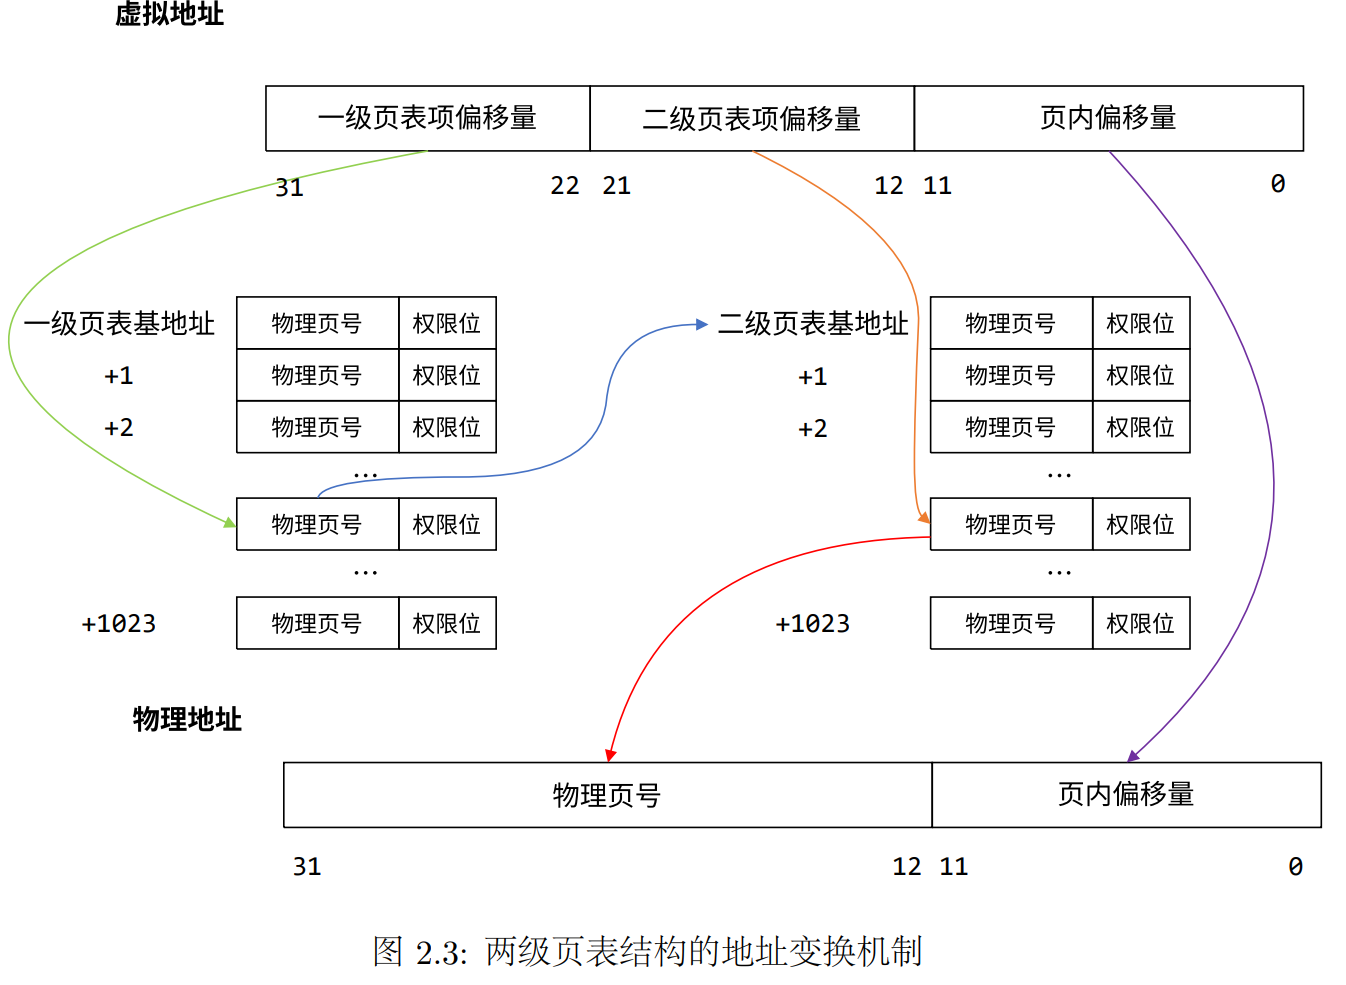 虚拟地址
一级页表项偏移量 二级页表项偏移量 页内偏移量
31 22 21 12 11 0
一级页表基地址 物理页号 权限位 二级页表基地址 物理页号 权限位
+1 物理页号 权限位 +1 物理页号 权限位
+2 物理页号 权限位 +2 物理页号 权限位
... ...
物理页号 权限位 物理页号 权限位
... ...
+1023 物理页号 权限位 +1023 物理页号 权限位
物理地址
物理页号 页内偏移量
31 12 11 0
图 2.3: 两级页表结构的地址变换机制